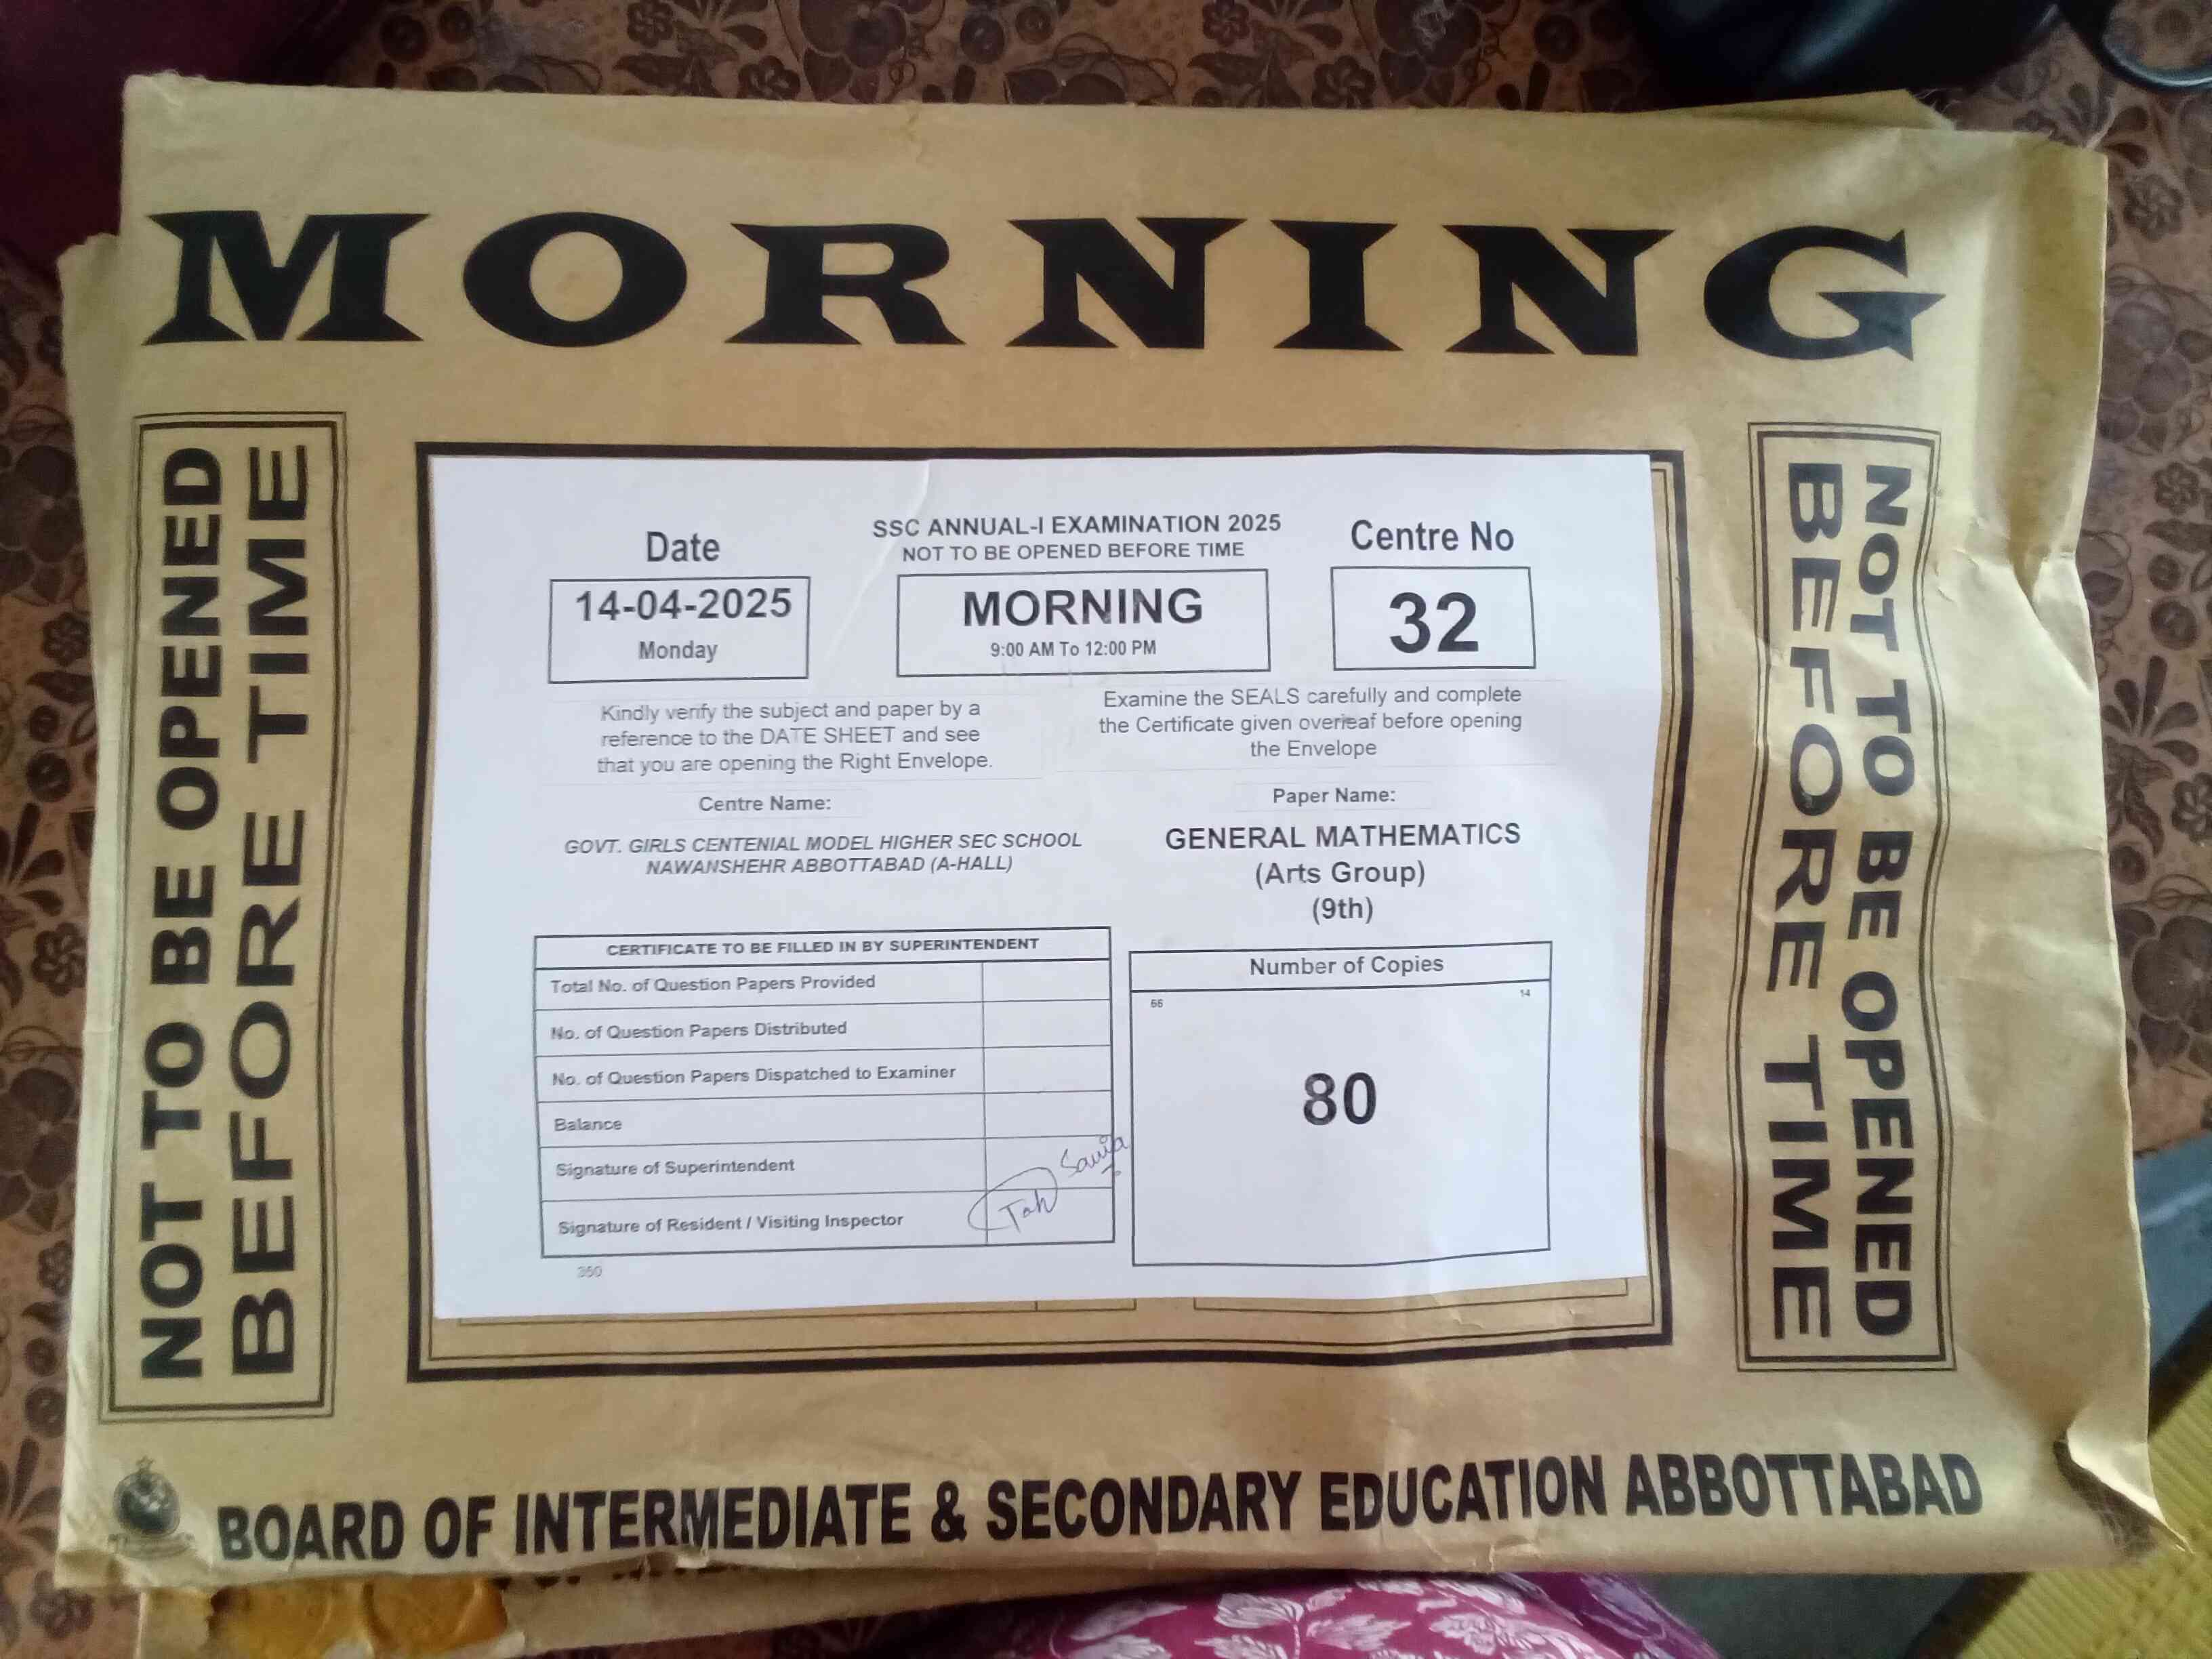 MORNING
NOT TO BE OPENED
BEFORE TIME
Date
14-04-2025
Monday
SSC ANNUAL-I EXAMINATION 2025
NOT TO BE OPENED BEFORE TIME
MORNING
9:00 AM To 12:00 PM
Centre No
32
Kindly verify the subject and paper by a
reference to the DATE SHEET and see
that you are opening the Right Envelope.
Examine the SEALS carefully and complete
the Certificate given overleaf before opening
the Envelope
Centre Name:
GOVT. GIRLS CENTENIAL MODEL HIGHER SEC SCHOOL
NAWANSHEHR ABBOTTABAD (A-HALL)
Paper Name:
GENERAL MATHEMATICS
(Arts Group)
(9th)
CERTIFICATE TO BE FILLED IN BY SUPERINTENDENT
Total No. of Question Papers Provided
No. of Question Papers Distributed
No. of Question Papers Dispatched to Examiner
Balance
Signature of Superintendent
Signature of Resident / Visiting Inspector
350
Number of Copies
66 14
80
NOT TO BE OPENED
BEFORE TIME
BOARD OF INTERMEDIATE & SECONDARY EDUCATION ABBOTTABAD